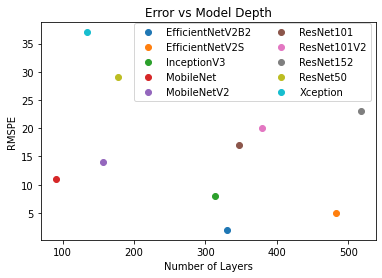 Error vs Model Depth
RMSPE
35
30
25
20
15
10
5
EfficientNetV2B2
EfficientNetV2S
InceptionV3
MobileNet
MobileNetV2
ResNet101
ResNet101V2
ResNet152
ResNet50
Xception
100
200
300
400
500
Number of Layers